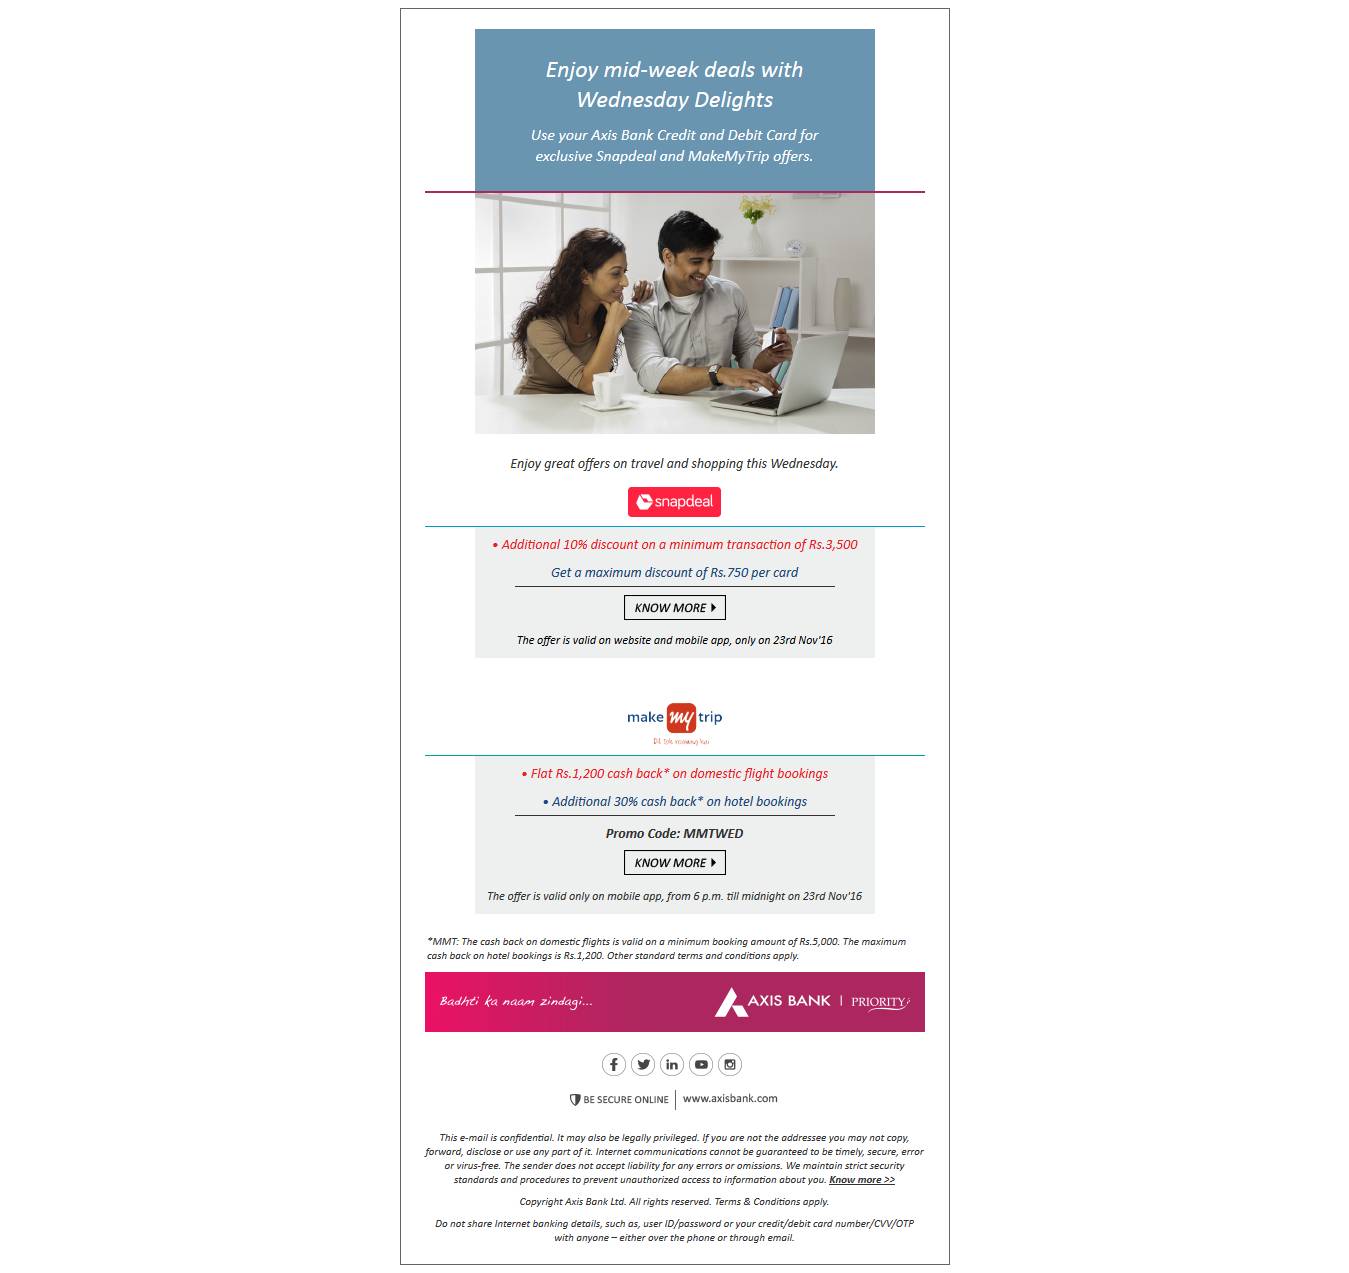 Enjoy mid-week deals with
Wednesday Delights
Use your Axis Bank Credit and Debit Card for
exclusive Snapdeal and MakeMyTrip offers.
Enjoy great offers on travel and shopping this Wednesday.
snapdeal
• Additional 10% discount on a minimum transaction of Rs.3,500
Get a maximum discount of Rs.750 per card
KNOW MORE
The offer is valid on website and mobile app, only on 23rd Nov'16
make my trip
• Flat Rs.1,200 cash back* on domestic flight bookings
• Additional 30% cash back* on hotel bookings
Promo Code: MMTWED
KNOW MORE
The offer is valid only on mobile app, from 6 p.m. till midnight on 23rd Nov'16
*MMT: The cash back on domestic flights is valid on a minimum booking amount of Rs.5,000. The maximum
cash back on hotel bookings is Rs.1,200. Other standard terms and conditions apply.
Badhti ka naam zindagi...
AXIS BANK | PRIORITY
BE SECURE ONLINE | www.axisbank.com
This e-mail is confidential. It may also be legally privileged. If you are not the addressee you may not copy,
forward, disclose or use any part of it. Internet communications cannot be guaranteed to be timely, secure, error
or virus-free. The sender does not accept liability for any errors or omissions. We maintain strict security
standards and procedures to prevent unauthorized access to information about you. Know more >>
Copyright Axis Bank Ltd. All rights reserved. Terms & Conditions apply.
Do not share Internet banking details, such as, user ID/password or your credit/debit card number/CVV/OTP
with anyone – either over the phone or through email.